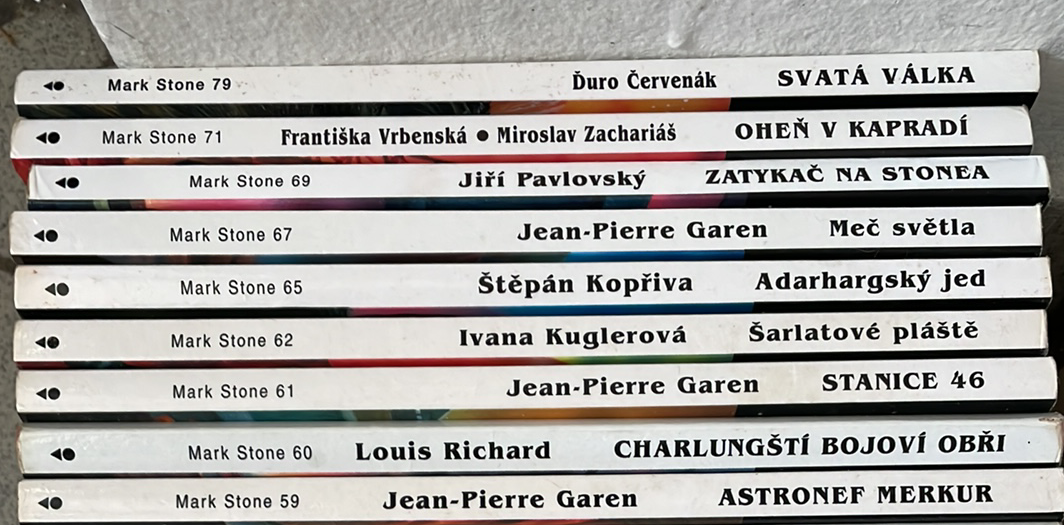 Mark Stone 79 Ďuro Červenák SVATÁ VÁLKA
Mark Stone 71 Františka Vrbenská ● Miroslav Zachariáš OHEŇ V KAPRADÍ
Mark Stone 69 Jiří Pavlovský ZATYKAČ NA STONEA
Mark Stone 67 Jean-Pierre Garen Meč světla
Mark Stone 65 Štěpán Kopřiva Adarhargský jed
Mark Stone 62 Ivana Kuglerová Šarlatové pláště
Mark Stone 61 Jean-Pierre Garen STANICE 46
Mark Stone 60 Louis Richard CHARLUNGŠTÍ BOJOVÍ OBŘI
Mark Stone 59 Jean-Pierre Garen ASTRONEF MERKUR